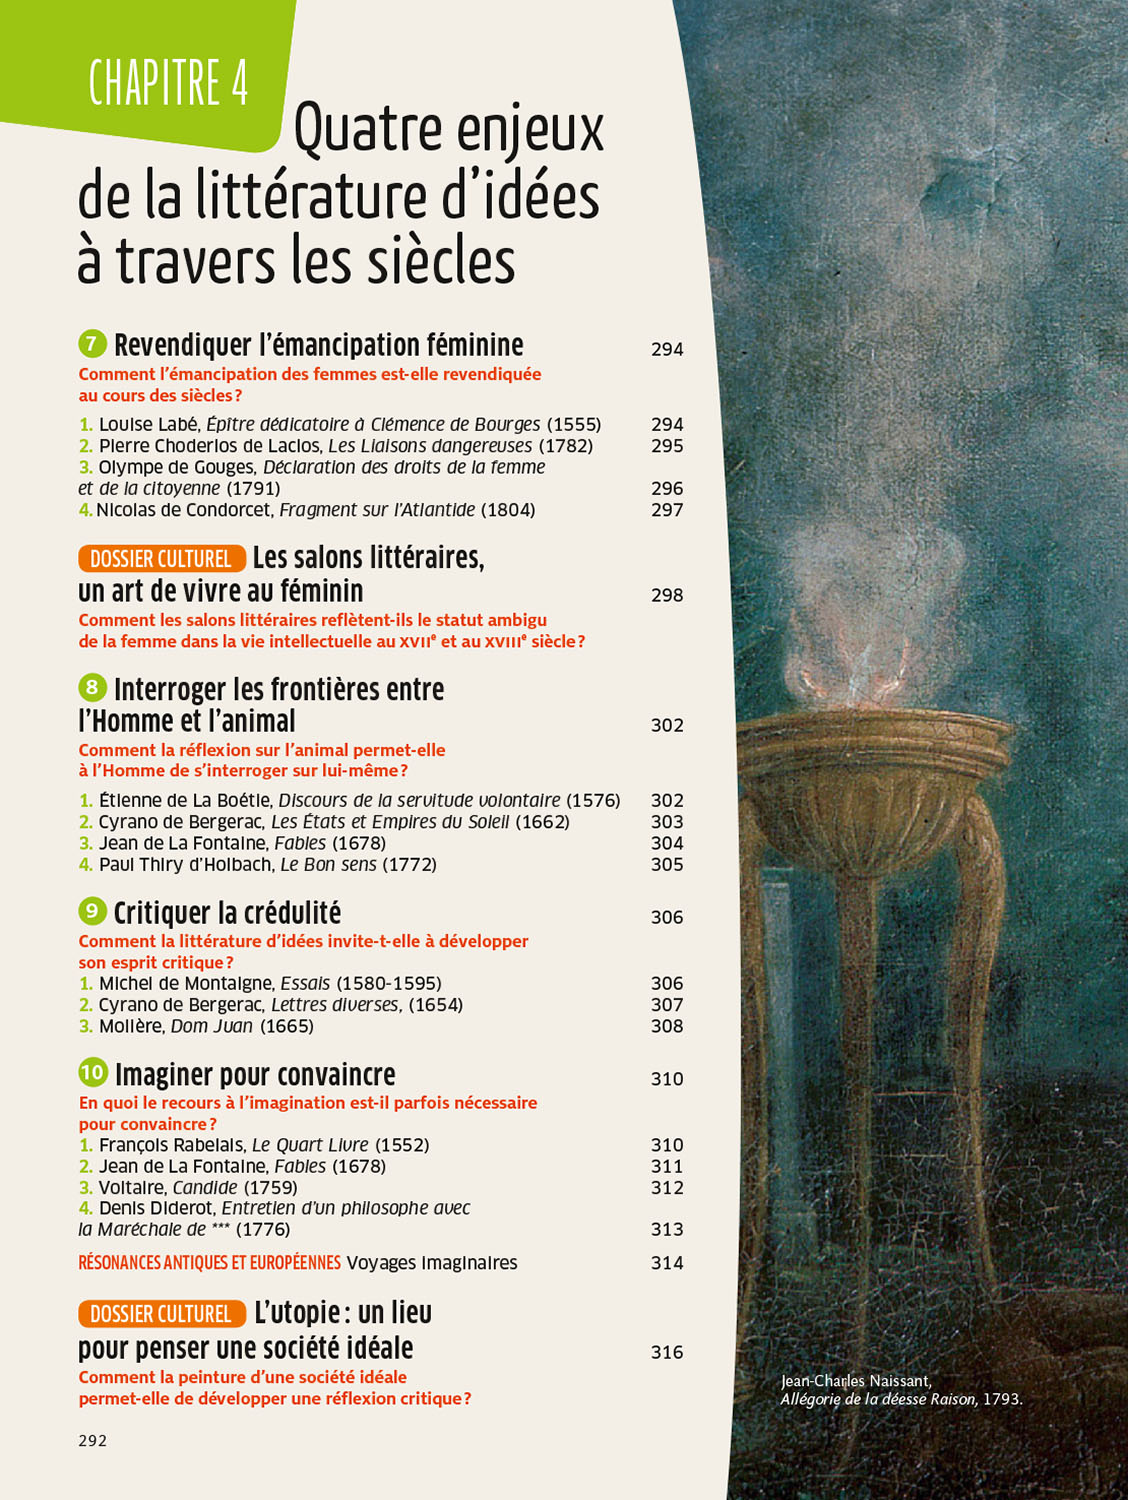 CHAPITRE 4
Quatre enjeux
de la littérature d'idées
à travers les siècles
7 Revendiquer l'émancipation féminine 294
Comment l'émancipation des femmes est-elle revendiquée
au cours des siècles ?
1. Louise Labé, Épître dédicatoire à Clémence de Bourges (1555) 294
2. Pierre Choderlos de Laclos, Les Liaisons dangereuses (1782) 295
3. Olympe de Gouges, Déclaration des droits de la femme
et de la citoyenne (1791) 296
4. Nicolas de Condorcet, Fragment sur l'Atlantide (1804) 297
DOSSIER CULTUREL Les salons littéraires,
un art de vivre au féminin 298
Comment les salons littéraires reflètent-ils le statut ambigu
de la femme dans la vie intellectuelle au XVIIe et au XVIIIe siècle ?
8 Interroger les frontières entre
l'Homme et l'animal 302
Comment la réflexion sur l'animal permet-elle
à l'Homme de s'interroger sur lui-même ?
1. Étienne de La Boétie, Discours de la servitude volontaire (1576) 302
2. Cyrano de Bergerac, Les États et Empires du Soleil (1662) 303
3. Jean de La Fontaine, Fables (1678) 304
4. Paul Thiry d'Holbach, Le Bon sens (1772) 305
9 Critiquer la crédulité 306
Comment la littérature d'idées invite-t-elle à développer
son esprit critique ?
1. Michel de Montaigne, Essais (1580-1595) 306
2. Cyrano de Bergerac, Lettres diverses, (1654) 307
3. Molière, Dom Juan (1665) 308
10 Imaginer pour convaincre 310
En quoi le recours à l'imagination est-il parfois nécessaire
pour convaincre ?
1. François Rabelais, Le Quart Livre (1552) 310
2. Jean de La Fontaine, Fables (1678) 311
3. Voltaire, Candide (1759) 312
4. Denis Diderot, Entretien d'un philosophe avec
la Maréchale de *** (1776) 313
RÉSONANCES ANTIQUES ET EUROPÉENNES Voyages imaginaires 314
DOSSIER CULTUREL L'utopie : un lieu
pour penser une société idéale 316
Comment la peinture d'une société idéale
permet-elle de développer une réflexion critique ?
Jean-Charles Naissant,
Allégorie de la déesse Raison, 1793.
292